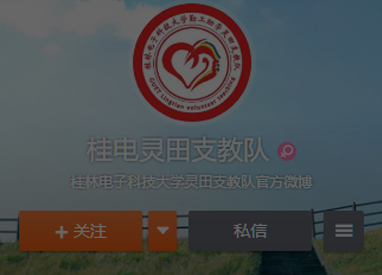 桂林电子科技大学勤工助学灵田支教队
GUET Lingtian volunteer teaching
桂电灵田支教队
桂林电子科技大学灵田支教队官方微博
+ 关注
私信